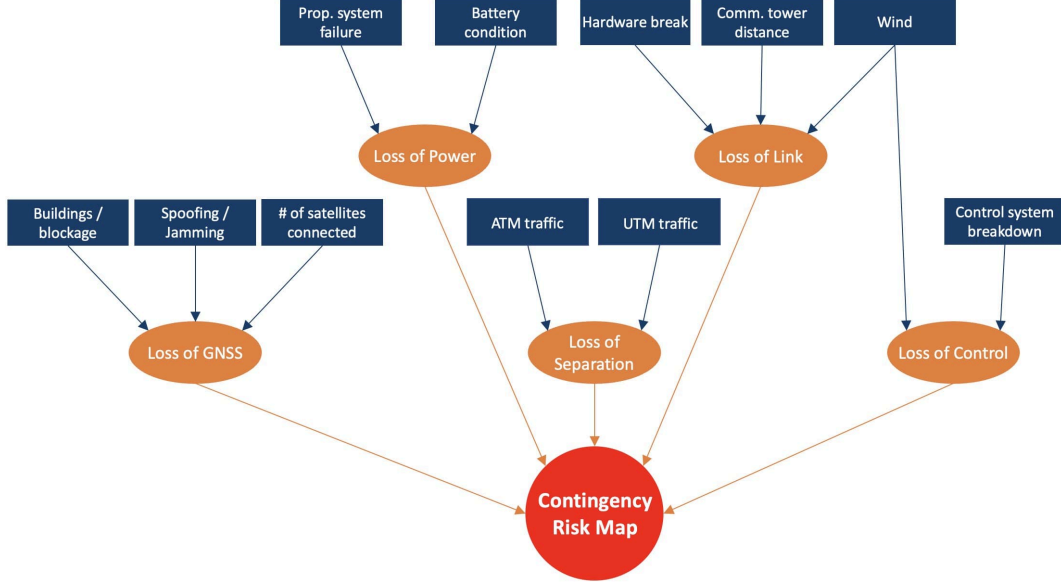 Prop. system
failure
Battery
condition
Hardware break
Comm. tower
distance
Wind
Loss of Power
Loss of Link
Buildings /
blockage
Spoofing /
Jamming
# of satellites
connected
ATM traffic
UTM traffic
Control system
breakdown
Loss of GNSS
Loss of
Separation
Loss of Control
Contingency
Risk Map